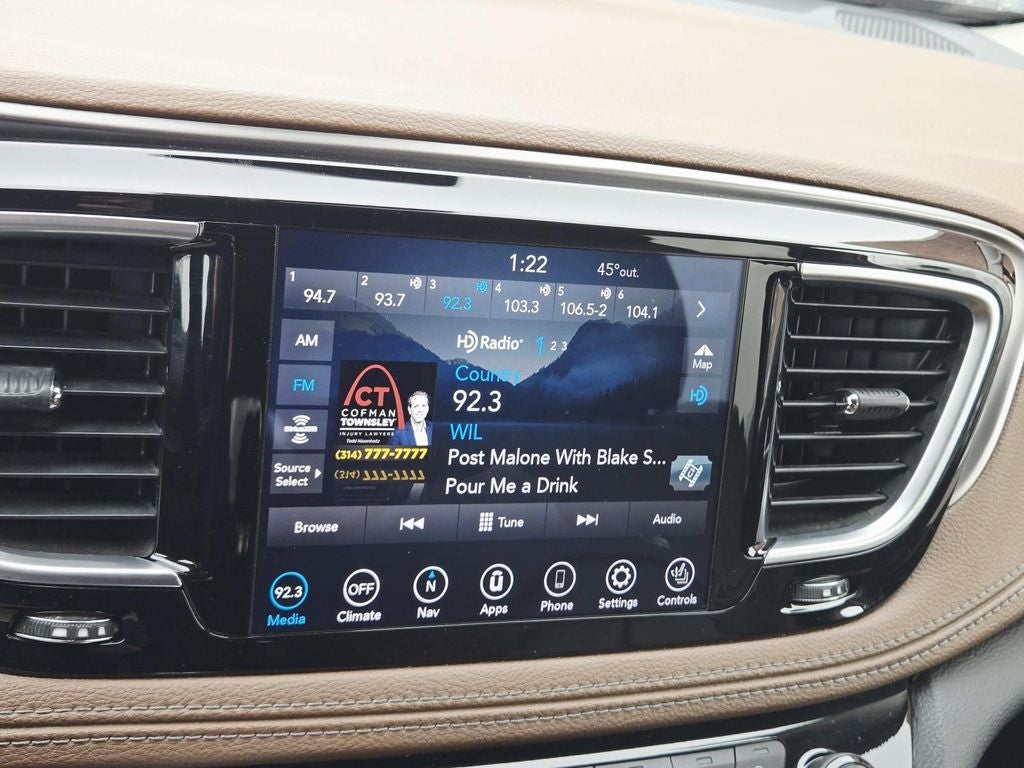 1:22 45°out.
1 2 3 4 5 6
94.7 93.7 92.3 103.3 106.5-2 104.1
AM
HD Radio 1 2 3
Map
FM
Country
HD
92.3
SiriusXM
WIL
CT
COFMAN
TOWNSLEY
INJURY LAWYERS
(314) 777-7777
Source
Select
Post Malone With Blake S...
Pour Me a Drink
Browse Tune Audio
92.3 OFF N
Media Climate Nav Apps Phone Settings Controls